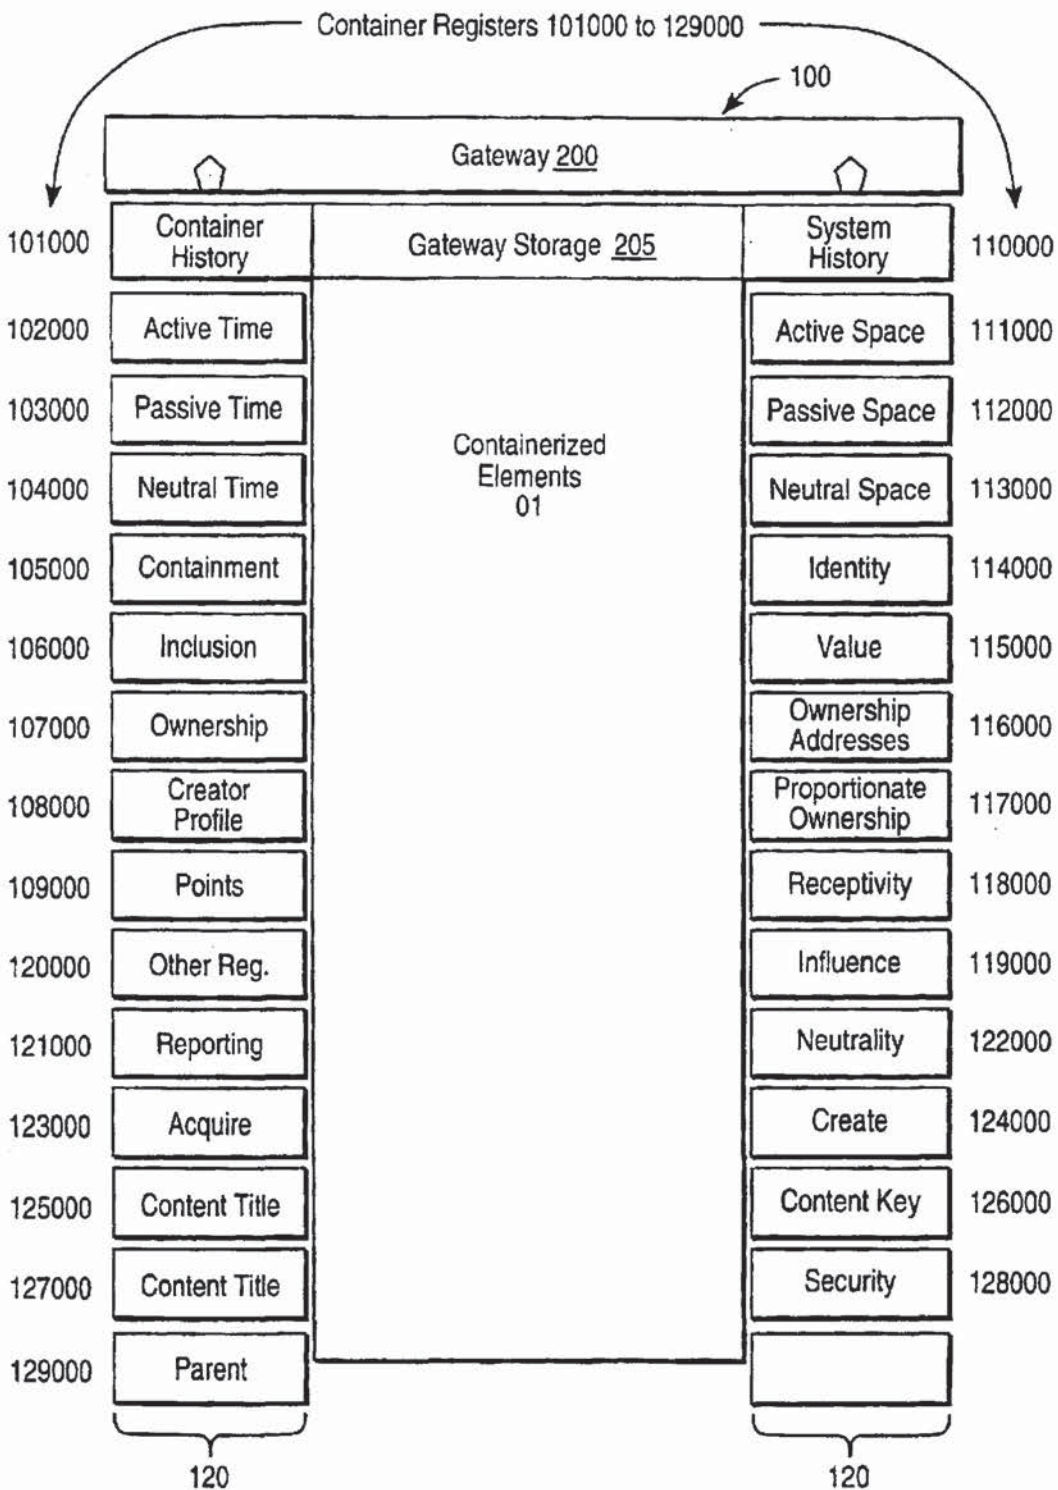 Container Registers 101000 to 129000
100
Gateway 200
101000
Container
History
Gateway Storage 205
System
History
110000
102000
Active Time
Active Space
111000
103000
Passive Time
Passive Space
112000
Containerized
Elements
01
104000
Neutral Time
Neutral Space
113000
105000
Containment
Identity
114000
106000
Inclusion
Value
115000
107000
Ownership
Ownership
Addresses
116000
108000
Creator
Profile
Proportionate
Ownership
117000
109000
Points
Receptivity
118000
120000
Other Reg.
Influence
119000
121000
Reporting
Neutrality
122000
123000
Acquire
Create
124000
125000
Content Title
Content Key
126000
127000
Content Title
Security
128000
129000
Parent
120
120